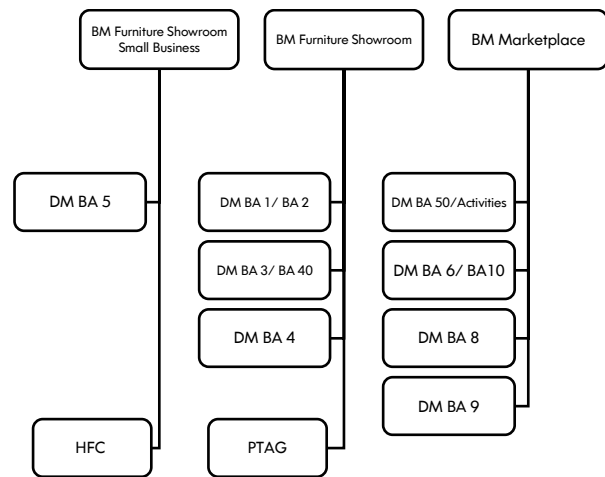 BM Furniture Showroom
Small Business
BM Furniture Showroom
BM Marketplace
DM BA 5
DM BA 1/ BA 2
DM BA 50/Activities
DM BA 3/ BA 40
DM BA 6/ BA10
DM BA 4
DM BA 8
DM BA 9
HFC
PTAG